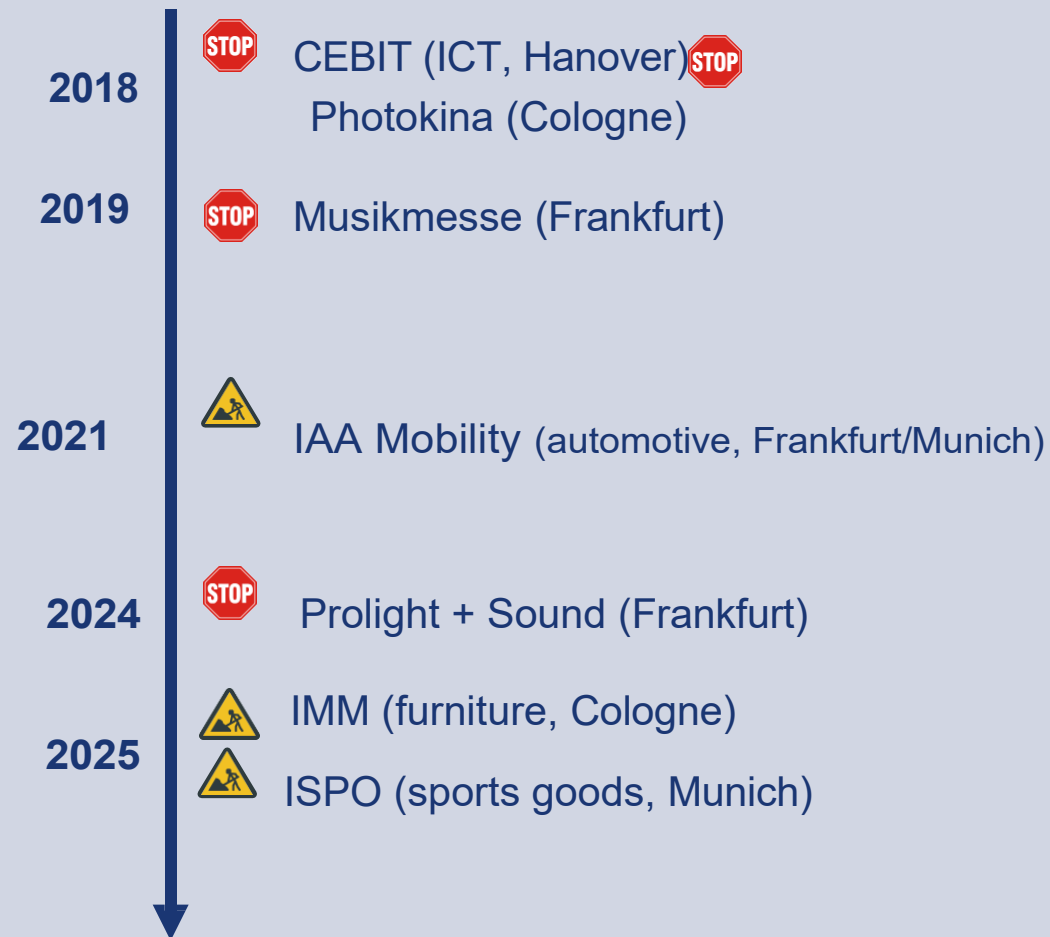 STOP
CEBIT (ICT, Hanover) STOP
2018
Photokina (Cologne)
2019
STOP
Musikmesse (Frankfurt)
2021
IAA Mobility (automotive, Frankfurt/Munich)
STOP
2024
Prolight + Sound (Frankfurt)
IMM (furniture, Cologne)
2025
ISPO (sports goods, Munich)